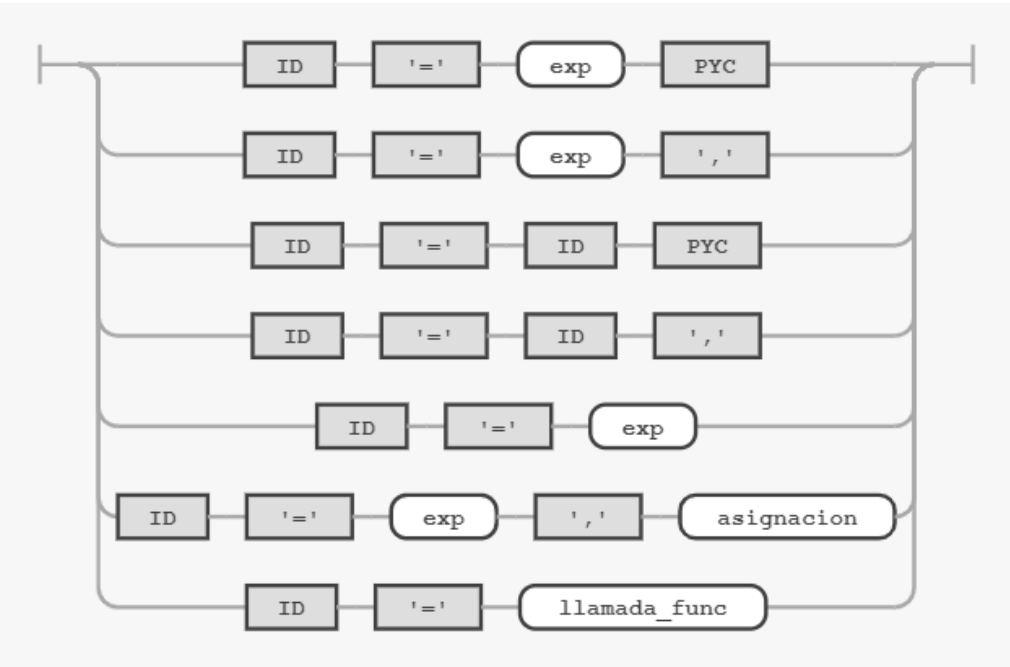 ID '=' exp PYC
ID '=' exp ','
ID '=' ID PYC
ID '=' ID ','
ID '=' exp
ID '=' exp ',' asignacion
ID '=' llamada_func